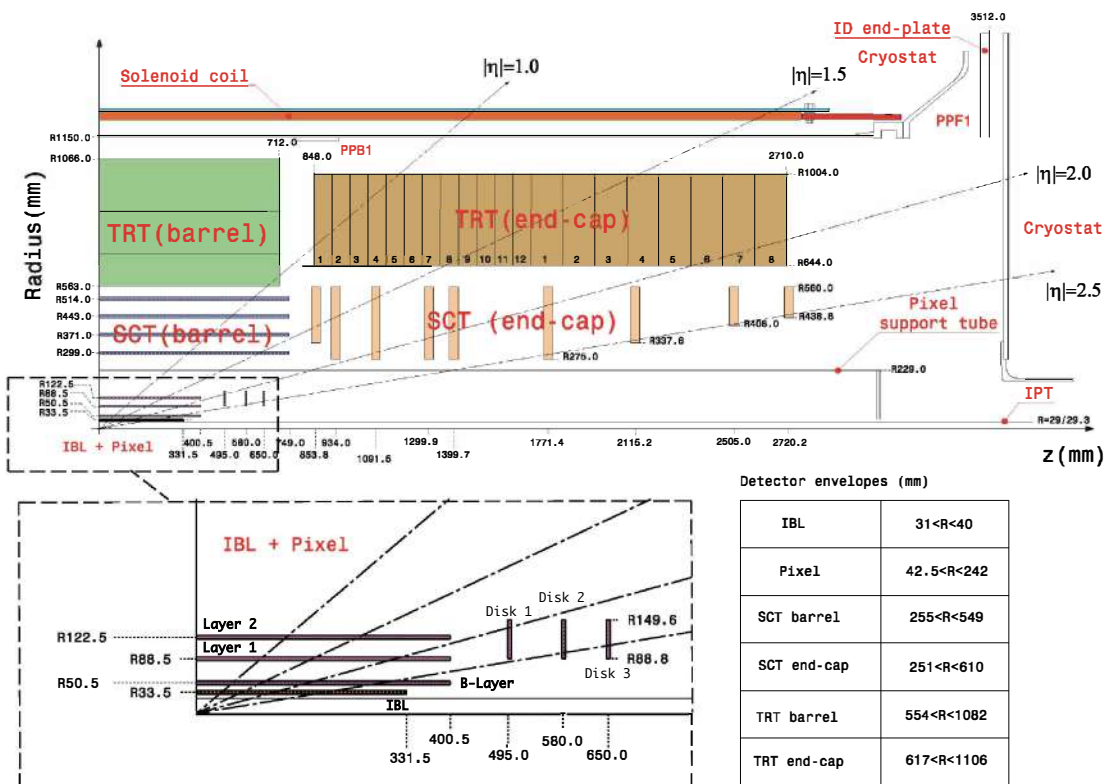 3512.0
ID end-plate
Cryostat
|η|=1.0
|η|=1.5
Solenoid coil
PPF1
R1150.0
712.0
PPB1
R1066.0
848.0
2710.0
R1004.0
|η|=2.0
Radius(mm)
TRT(barrel)
TRT(end-cap)
Cryostat
1 2 3 4 5 6 7 8 9 10 11 12 1 2 3 4 5 6 7 8
R644.0
R563.0
R560.0
|η|=2.5
R514.0
R438.8
R443.0
SCT(barrel)
SCT (end-cap)
R406.0
Pixel
support tube
R371.0
R337.6
R299.0
R275.0
R229.0
R122.5
R88.5
R50.5
R33.5
IPT
R=29/29.3
IBL + Pixel
400.5
580.0
749.0
934.0
1299.9
1771.4
2115.2
2505.0
2720.2
331.5
495.0
650.0
853.8
1091.5
1399.7
z(mm)
IBL + Pixel
Disk 1
Disk 2
Layer 2
R149.6
R122.5
Layer 1
R88.5
R88.8
Disk 3
R50.5
B-Layer
R33.5
IBL
400.5
495.0
580.0
650.0
331.5
Detector envelopes (mm)
IBL 31<R<40
Pixel 42.5<R<242
SCT barrel 255<R<549
SCT end-cap 251<R<610
TRT barrel 554<R<1082
TRT end-cap 617<R<1106